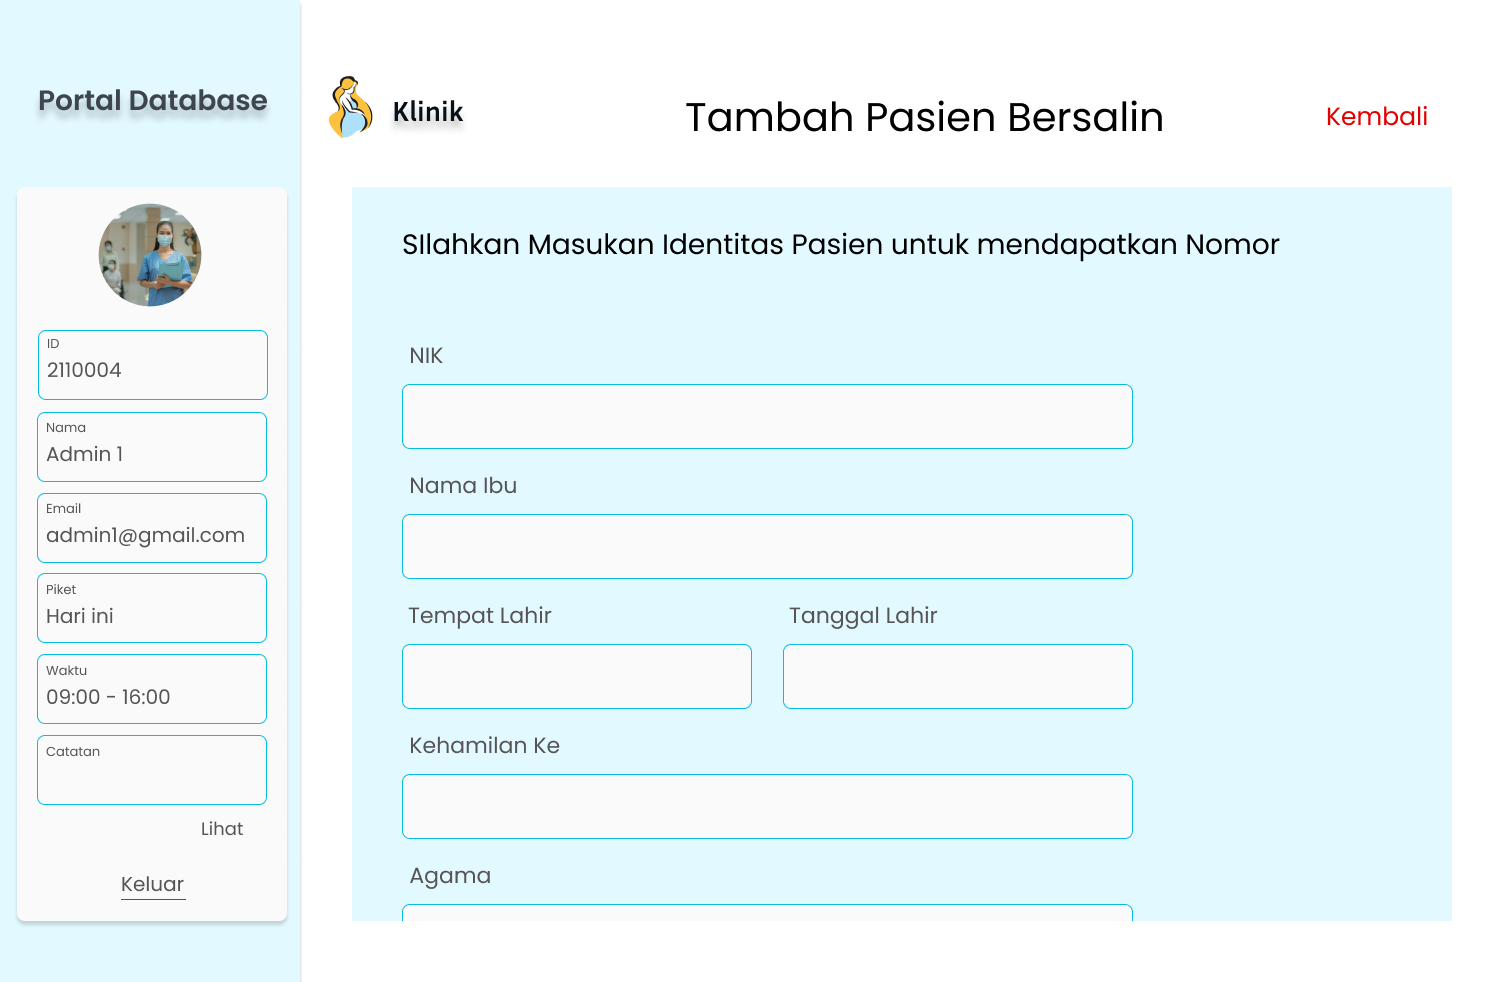 Portal Database
ID
2110004
Nama
Admin 1
Email
admin1@gmail.com
Piket
Hari ini
Waktu
09:00 - 16:00
Catatan
Lihat
Keluar
Klinik
Tambah Pasien Bersalin
Kembali
SIlahkan Masukan Identitas Pasien untuk mendapatkan Nomor
NIK
Nama Ibu
Tempat Lahir
Tanggal Lahir
Kehamilan Ke
Agama